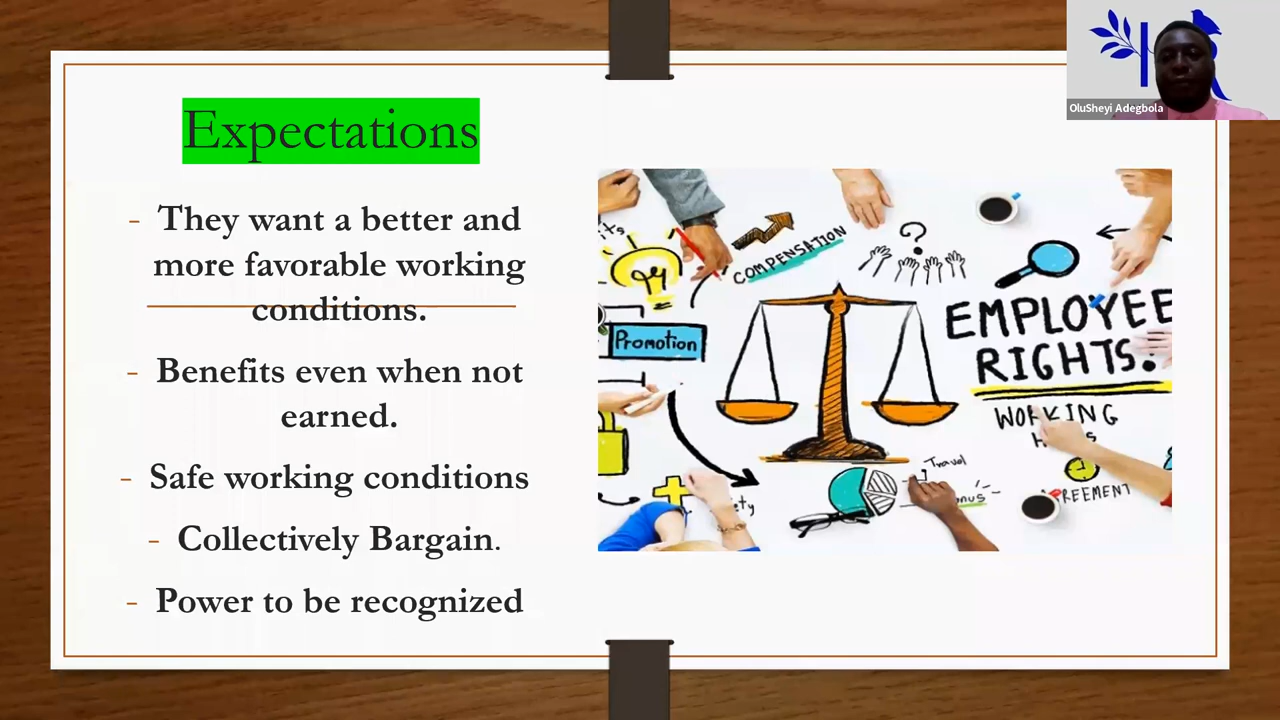 Expectations
- They want a better and
more favorable working
conditions.
- Benefits even when not
earned.
- Safe working conditions
- Collectively Bargain.
- Power to be recognized
OluSheyi Adegbola
COMPENSATION
?
Promotion
EMPLOYEE
RIGHTS.
WORKING
Travel